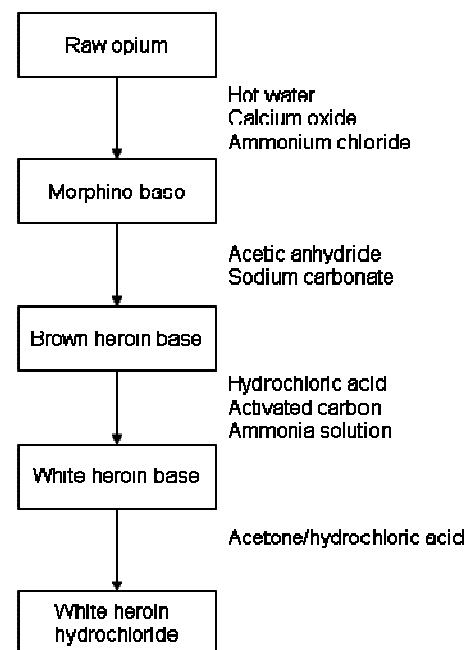 Raw opium
Hot water
Calcium oxide
Ammonium chloride
Morphino baso
Acetic anhydride
Sodium carbonate
Brown heroin base
Hydrochloric acid
Activated carbon
Ammonia solution
White heroin base
Acetone/hydrochloric acid
White heroin
hydrochloride